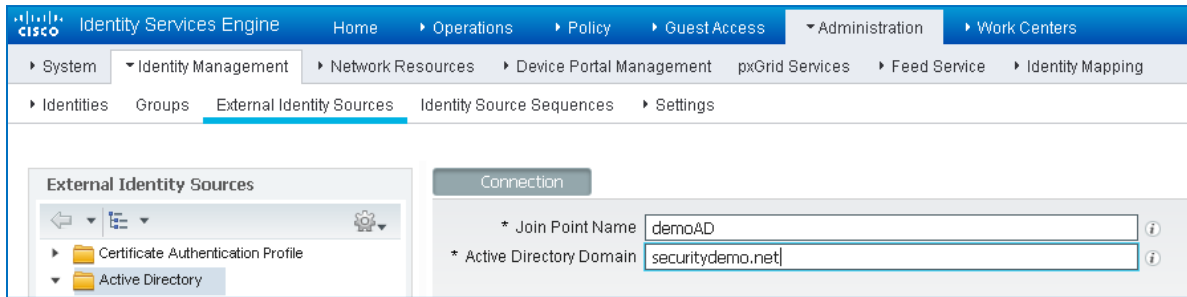 CISCO Identity Services Engine Home Operations Policy Guest Access Administration Work Centers
System Identity Management Network Resources Device Portal Management pxGrid Services Feed Service Identity Mapping
Identities Groups External Identity Sources Identity Source Sequences Settings
External Identity Sources
Certificate Authentication Profile
Active Directory
Connection
* Join Point Name demoAD
* Active Directory Domain securitydemo.net